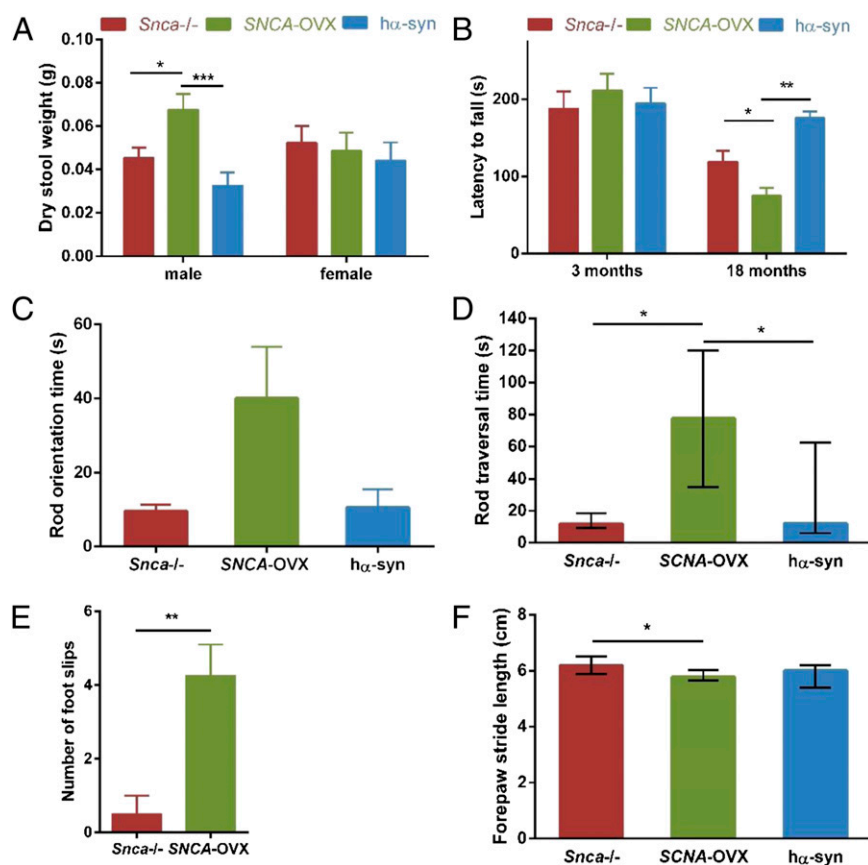 A
Snca-/- SNCA-OVX hα-syn
Dry stool weight (g)
0.10
0.08
0.06
0.04
0.02
0.00
*
***
male female
B
Snca-/- SNCA-OVX hα-syn
Latency to fall (s)
200
100
0
*
**
3 months 18 months
C
Rod orientation time (s)
60
40
20
0
Snca-/- SNCA-OVX hα-syn
D
Rod traversal time (s)
140
120
100
80
60
40
20
0
*
*
Snca-/- SCNA-OVX hα-syn
E
Number of foot slips
6
4
2
0
**
Snca-/- SNCA-OVX
F
Forepaw stride length (cm)
8
6
4
2
0
*
Snca-/- SCNA-OVX hα-syn